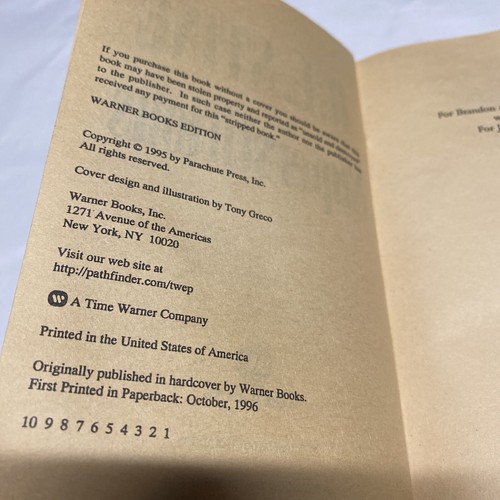 If you purchase this book without a cover you should be aware that this
book may have been stolen property and reported as "unsold and destroyed
to the publisher. In such case neither the author nor the publisher has
received any payment for this "stripped book."
WARNER BOOKS EDITION
Copyright © 1995 by Parachute Press, Inc.
All rights reserved.
Cover design and illustration by Tony Greco
Warner Books, Inc.
1271 Avenue of the Americas
New York, NY 10020
Visit our web site at
http://pathfinder.com/twep
W A Time Warner Company
Printed in the United States of America
Originally published in hardcover by Warner Books.
First Printed in Paperback: October, 1996
10 9 8 7 6 5 4 3 2 1
For Brandon
For